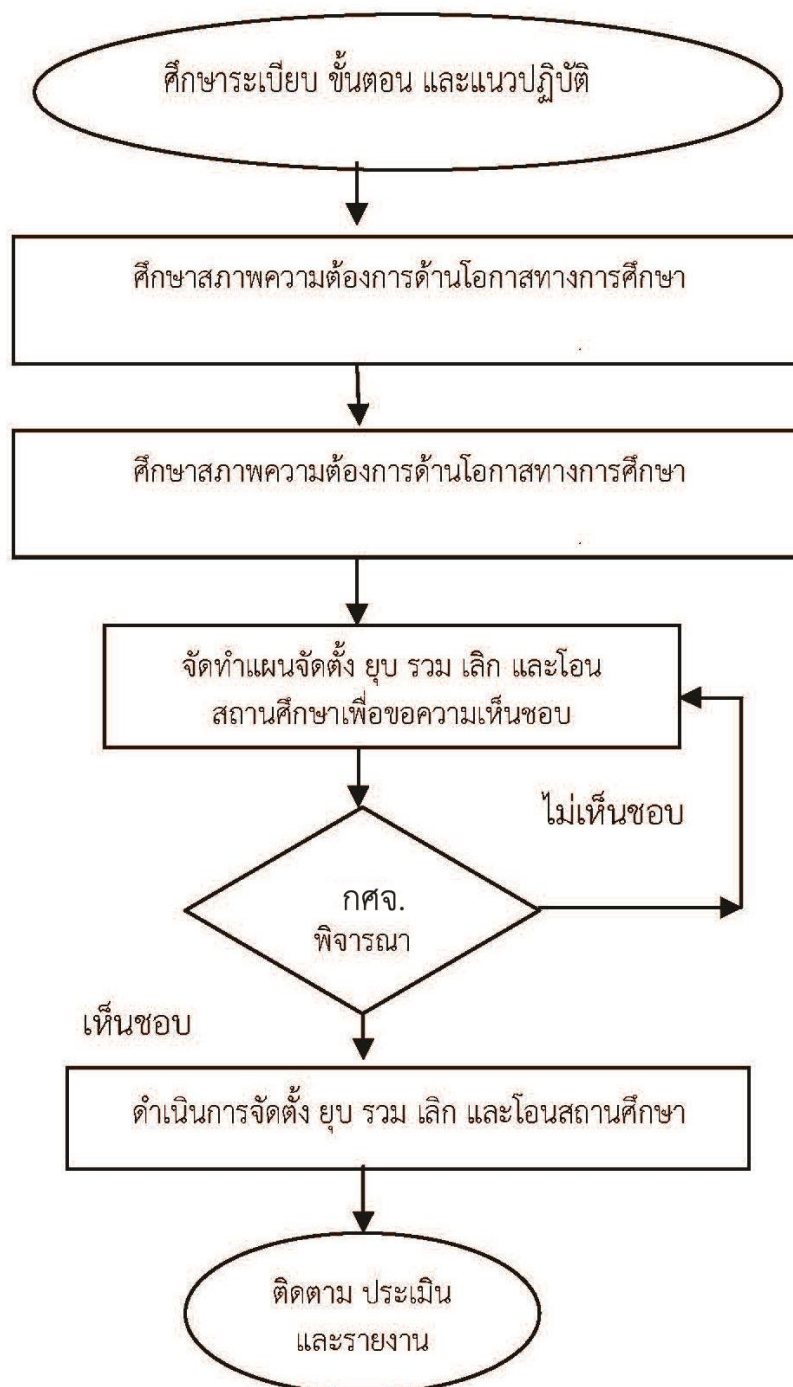 ศึกษาระเบียบ ขั้นตอน และแนวปฏิบัติ
ศึกษาสภาพความต้องการด้านโอกาสทางการศึกษา
ศึกษาสภาพความต้องการด้านโอกาสทางการศึกษา
จัดทำแผนจัดตั้ง ยุบ รวม เลิก และโอน
สถานศึกษาเพื่อขอความเห็นชอบ
ไม่เห็นชอบ
กศจ.
พิจารณา
เห็นชอบ
ดำเนินการจัดตั้ง ยุบ รวม เลิก และโอนสถานศึกษา
ติดตาม ประเมิน
และรายงาน